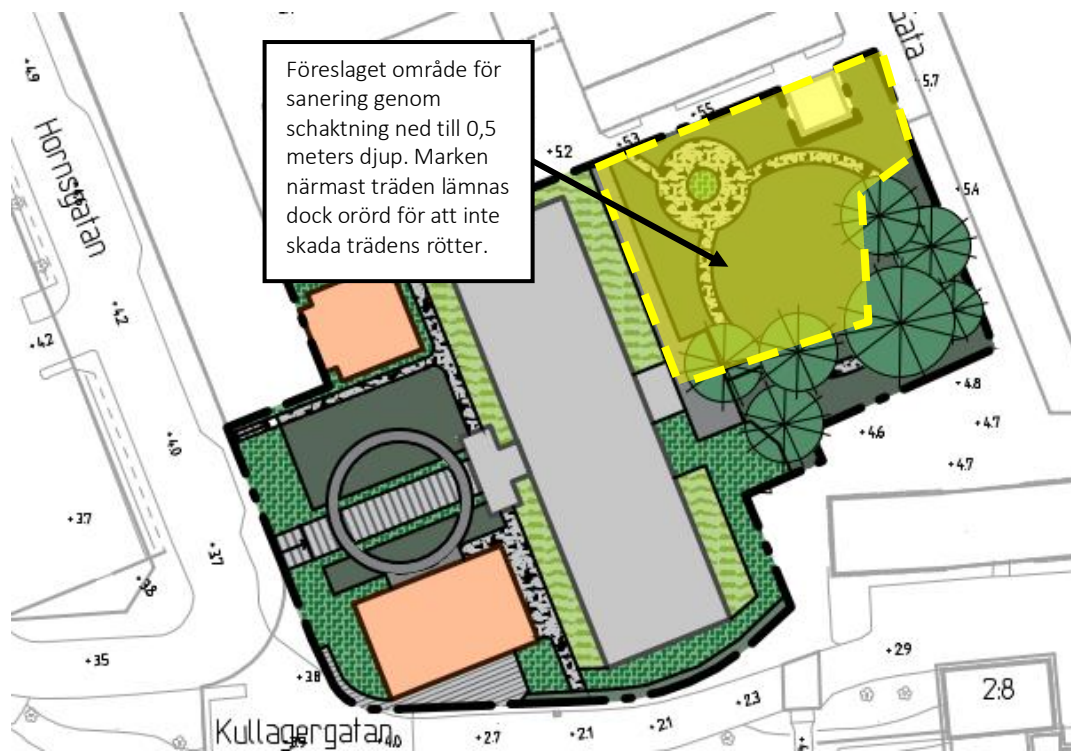 Föreslaget område för
sanering genom
schaktning ned till 0,5
meters djup. Marken
närmast träden lämnas
dock orörd för att inte
skada trädens rötter.
Hornsgatan
gata
Kullagergatan
2:8
+4.9
+4.2
+4.2
+4.0
+3.7
+3.7
+3.8
+3.5
+3.8
+4.0
+2.7
+2.1
+2.1
+2.3
+2.9
+5.2
+5.3
+5.5
+5.7
+5.4
+4.8
+4.7
+4.6
+4.7